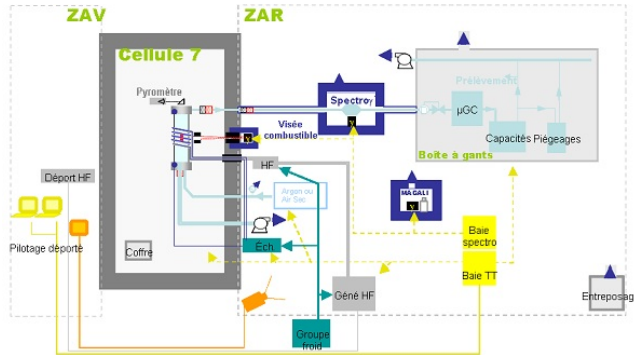 ZAV
ZAR
Cellule 7
Pyromètre
Spectroγ
Prélèvement
µGC
Capacités
Piégeages
Boîte à gants
Visée
combustible
γ
γ
HF
Déport HF
Argon ou
Air Sec
MAGALI
γ
Pilotage déporté
Coffre
Éch
Baie
spectro
Baie TT
Géné HF
Groupe
froid
Entreposag